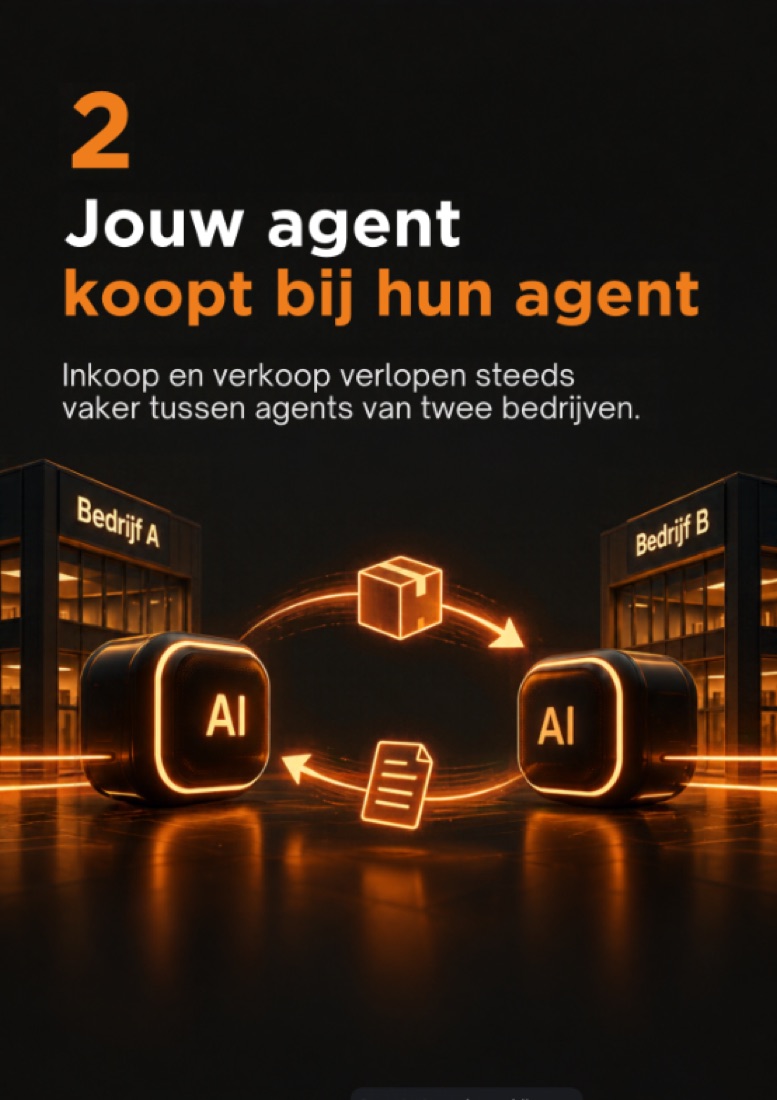 2
Jouw agent
koopt bij hun agent
Inkoop en verkoop verlopen steeds
vaker tussen agents van twee bedrijven.
Bedrijf A
Bedrijf B
AI
AI